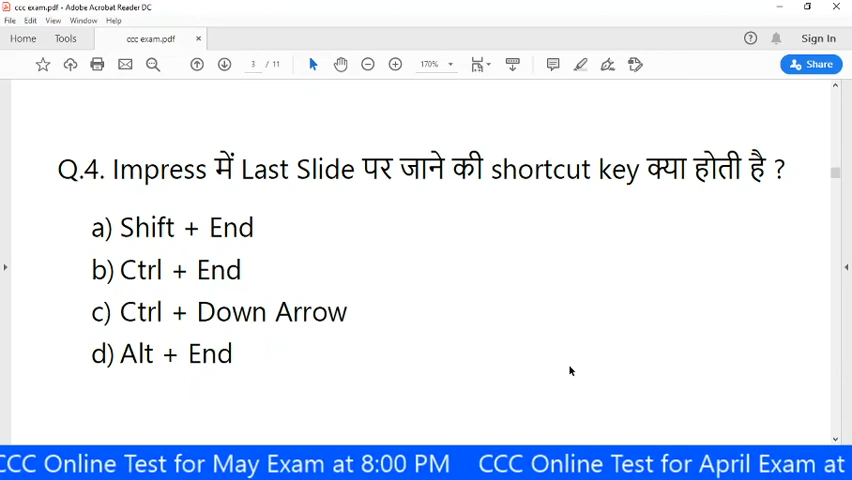 ccc exam.pdf - Adobe Acrobat Reader DC
File Edit View Window Help
Home Tools ccc exam.pdf × Sign In
3 / 11 170% Share
Q.4. Impress में Last Slide पर जाने की shortcut key क्या होती है ?
a) Shift + End
b) Ctrl + End
c) Ctrl + Down Arrow
d) Alt + End
CCC Online Test for May Exam at 8:00 PM CCC Online Test for April Exam at